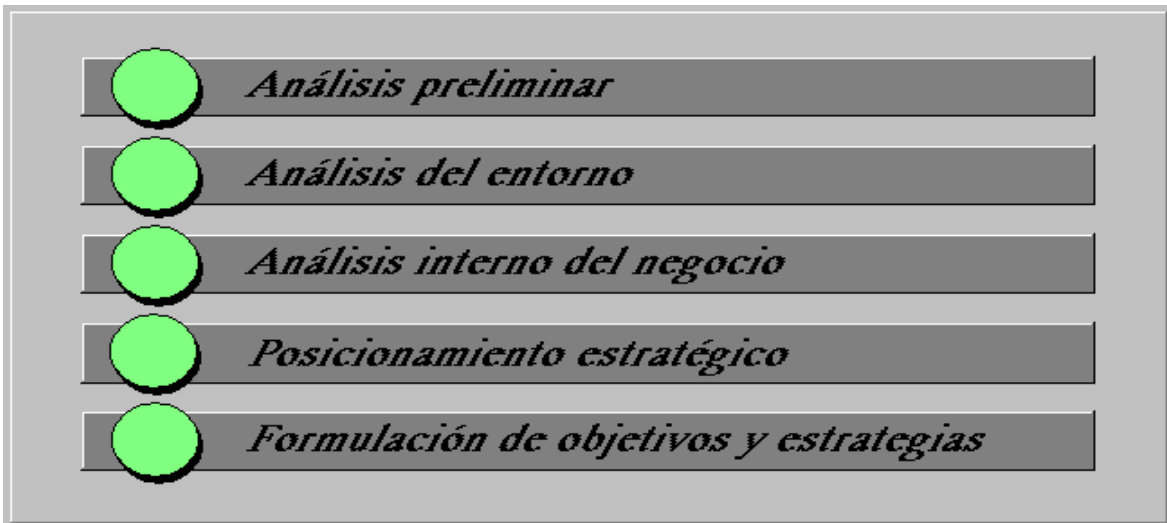 Análisis preliminar
Análisis del entorno
Análisis interno del negocio
Posicionamiento estratégico
Formulación de objetivos y estrategias